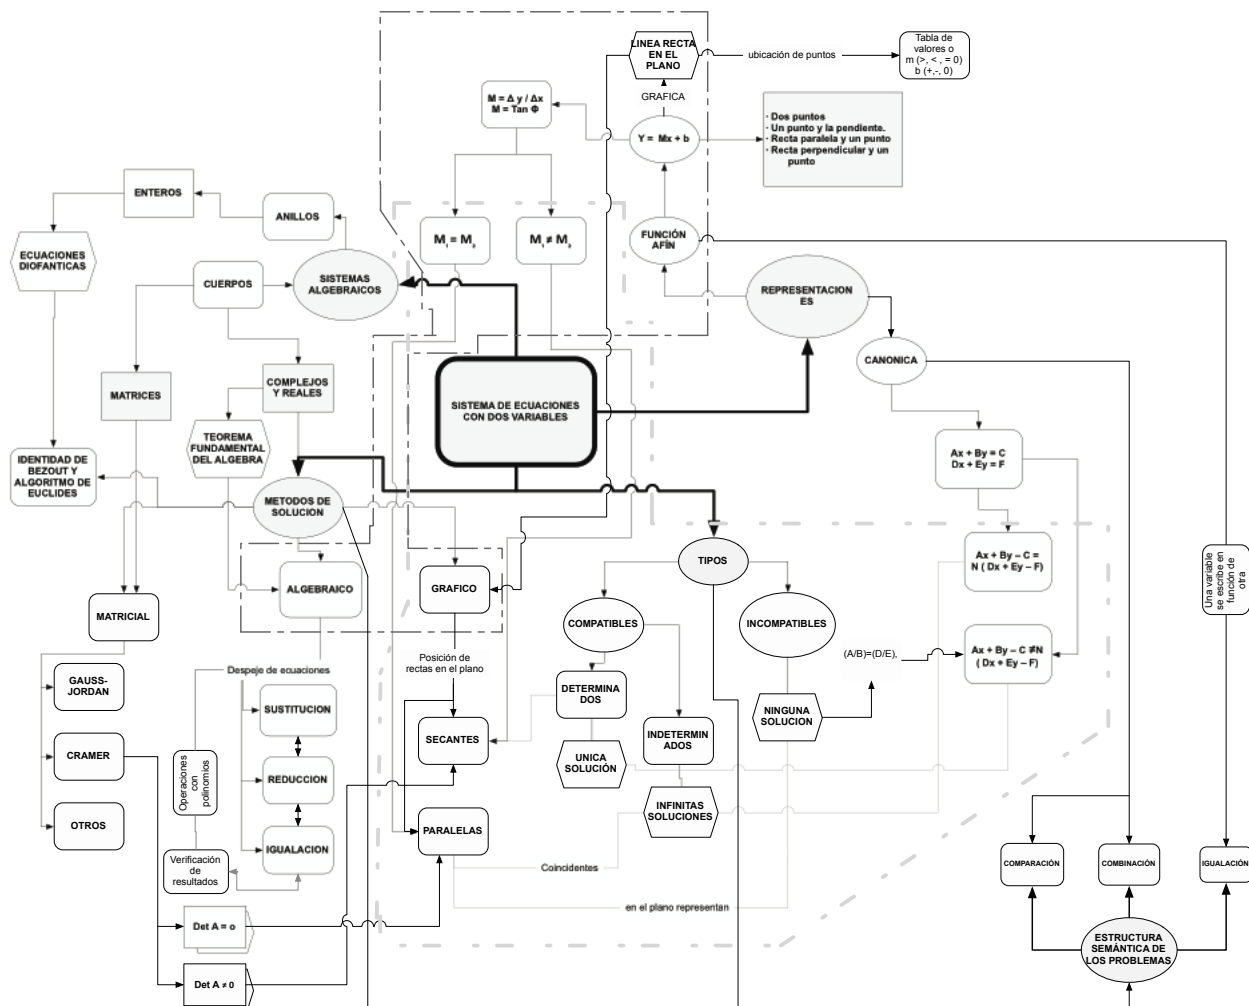 LINEA RECTA
EN EL
PLANO
ubicación de puntos
Tabla de
valores o
m (>, < , = 0)
b (+,-, 0)
GRAFICA
M = Δ y / Δx
M = Tan Φ
Y = Mx + b
· Dos puntos
· Un punto y la pendiente.
· Recta paralela y un punto
· Recta perpendicular y un
punto
ENTEROS
ANILLOS
M₁ = M₂
M₁ ≠ M₂
FUNCIÓN
AFÍN
ECUACIONES
DIOFANTICAS
CUERPOS
SISTEMAS
ALGEBRAICOS
REPRESENTACION
ES
CANONICA
MATRICES
COMPLEJOS
Y REALES
SISTEMA DE ECUACIONES
CON DOS VARIABLES
TEOREMA
FUNDAMENTAL
DEL ALGEBRA
IDENTIDAD DE
BEZOUT Y
ALGORITMO DE
EUCLIDES
Ax + By = C
Dx + Ey = F
METODOS DE
SOLUCION
TIPOS
Ax + By – C =
N ( Dx + Ey – F)
Una variable
se escribe en
función de
otra
ALGEBRAICO
GRAFICO
MATRICIAL
COMPATIBLES
INCOMPATIBLES
(A/B)=(D/E),
Ax + By – C ≠N
( Dx + Ey – F)
Despeje de ecuaciones
Posición de
rectas en el plano
GAUSS-
JORDAN
SUSTITUCION
DETERMINA
DOS
NINGUNA
SOLUCION
SECANTES
INDETERMI
NADOS
CRAMER
UNICA
SOLUCIÓN
Operaciones
con
polinomios
REDUCCION
INFINITAS
SOLUCIONES
OTROS
PARALELAS
IGUALACION
Verificación
de
resultados
Coincidentes
COMPARACIÓN
COMBINACIÓN
IGUALACIÓN
en el plano representan
Det A = o
ESTRUCTURA
SEMÁNTICA DE
LOS PROBLEMAS
Det A ≠ 0